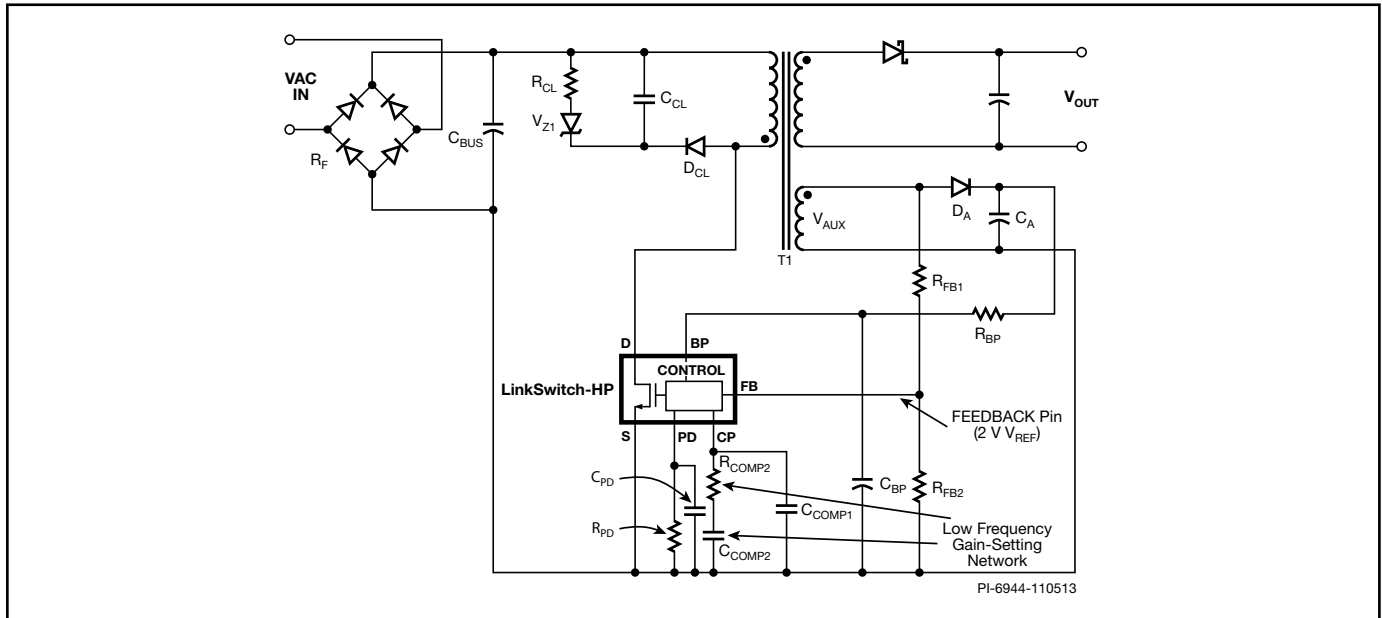 VAC
IN
R_F
C_BUS
R_CL
V_Z1
C_CL
D_CL
T1
V_OUT
V_AUX
D_A
C_A
R_FB1
R_BP
D
BP
CONTROL
LinkSwitch-HP
FB
FEEDBACK Pin
(2 V V_REF)
S
PD
CP
R_COMP2
C_PD
R_PD
C_COMP2
C_COMP1
C_BP
R_FB2
Low Frequency
Gain-Setting
Network
PI-6944-110513